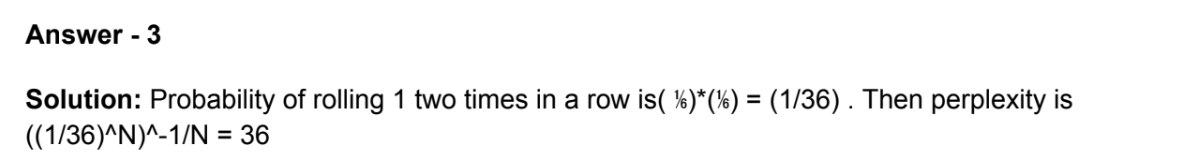 Answer - 3
Solution: Probability of rolling 1 two times in a row is( ⅙)*(⅙) = (1/36) . Then perplexity is
((1/36)^N)^-1/N = 36